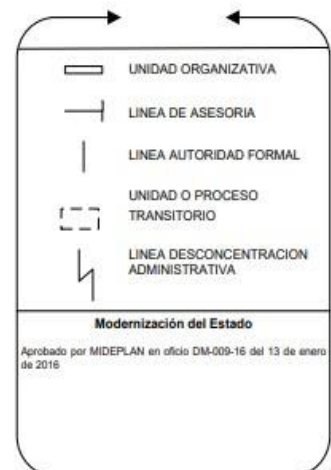 UNIDAD ORGANIZATIVA
LINEA DE ASESORIA
LINEA AUTORIDAD FORMAL
UNIDAD O PROCESO
TRANSITORIO
LINEA DESCONCENTRACION
ADMINISTRATIVA
Modernización del Estado
Aprobado por MIDEPLAN en oficio DM-009-16 del 13 de enero
de 2016